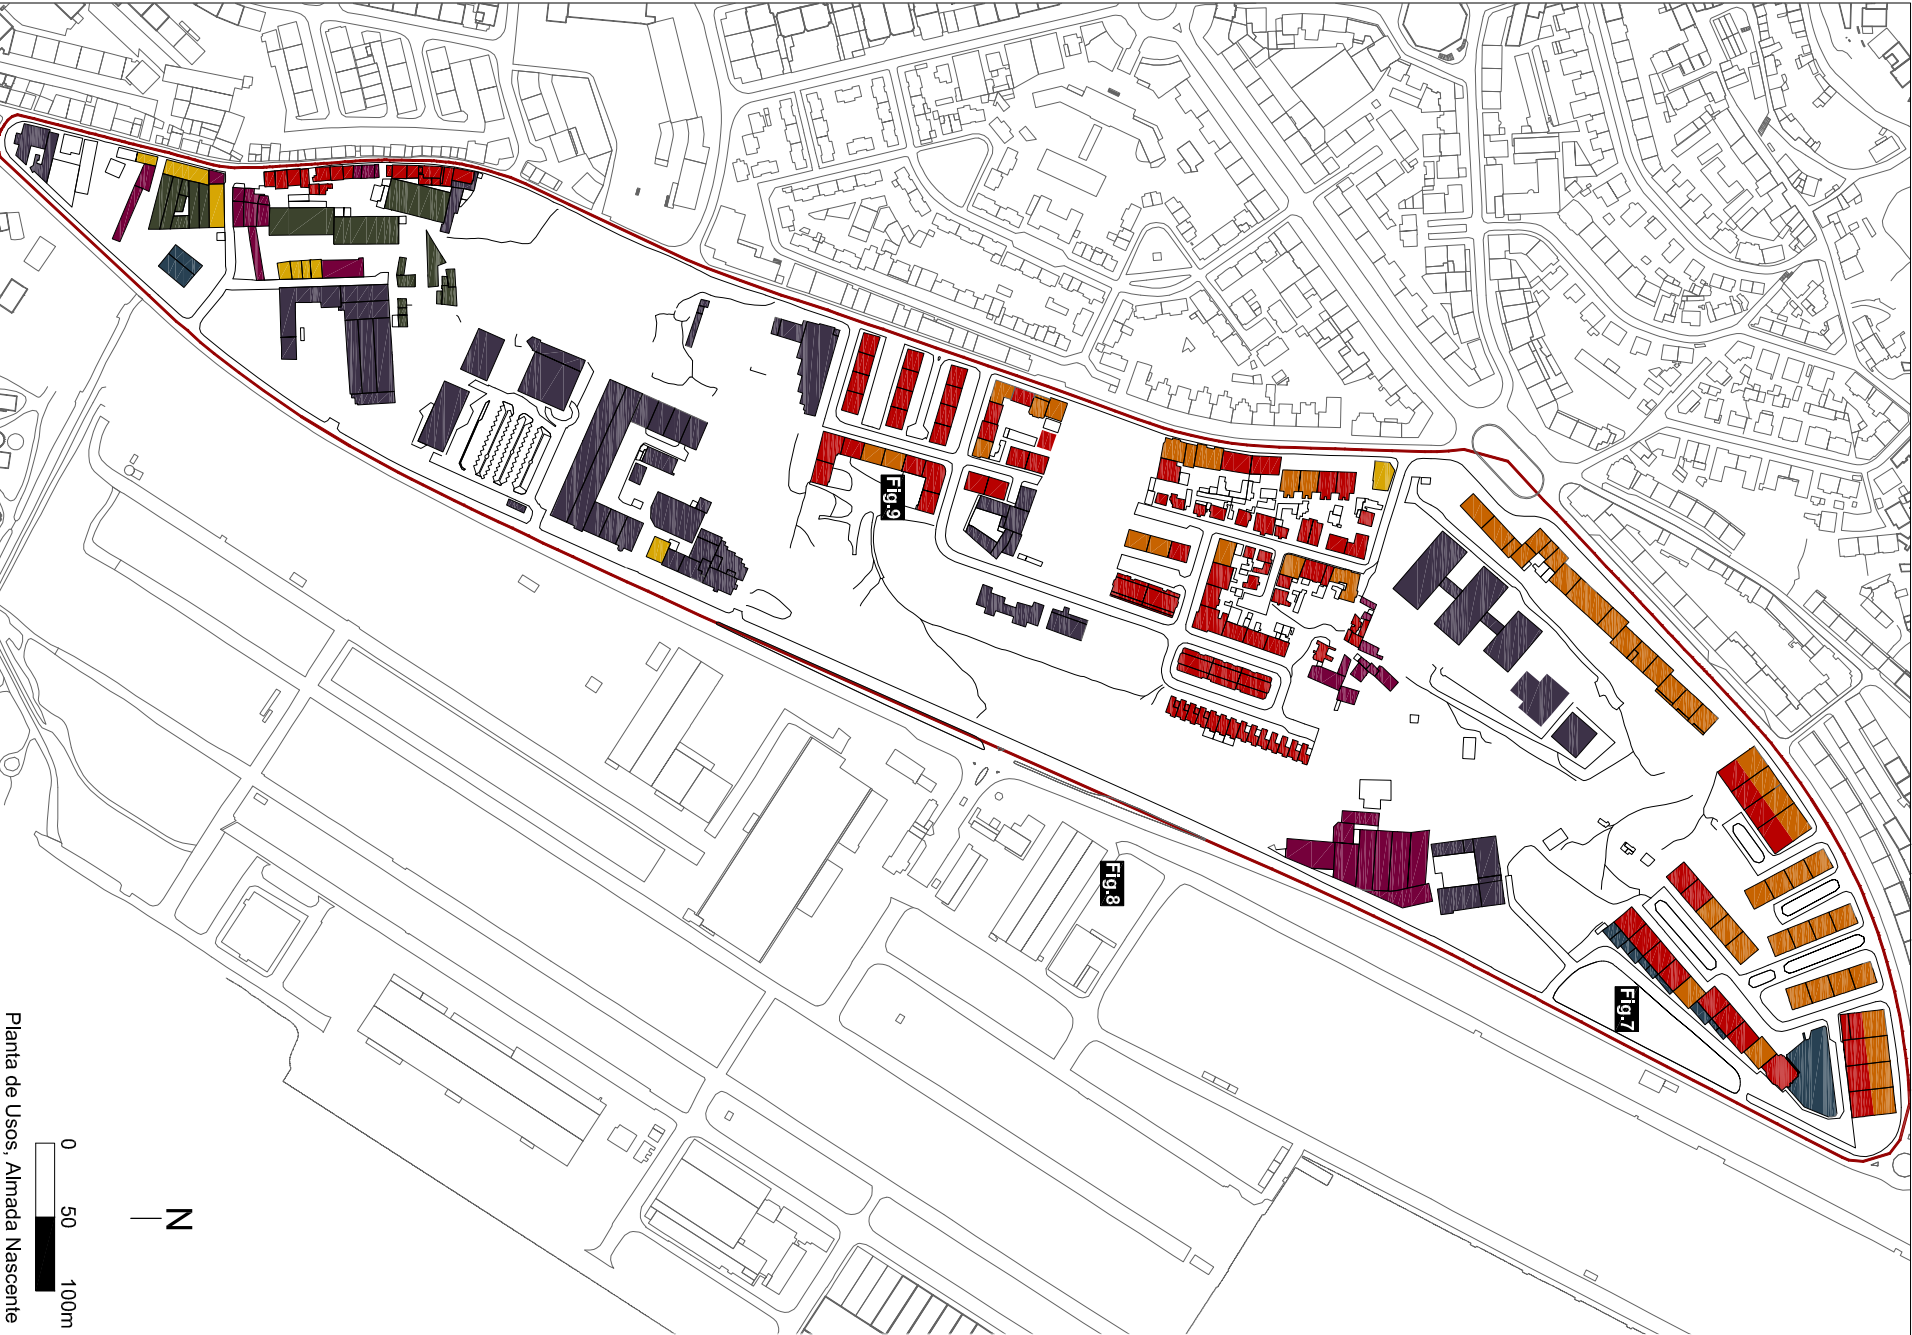 Fig.9
Fig.8
Fig.7
N
0 50 100m
Planta de Usos, Almada Nascente